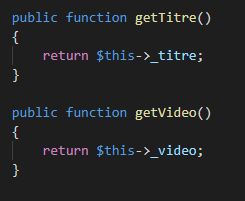 public function getTitre()
{
    return $this->_titre;
}

public function getVideo()
{
    return $this->_video;
}